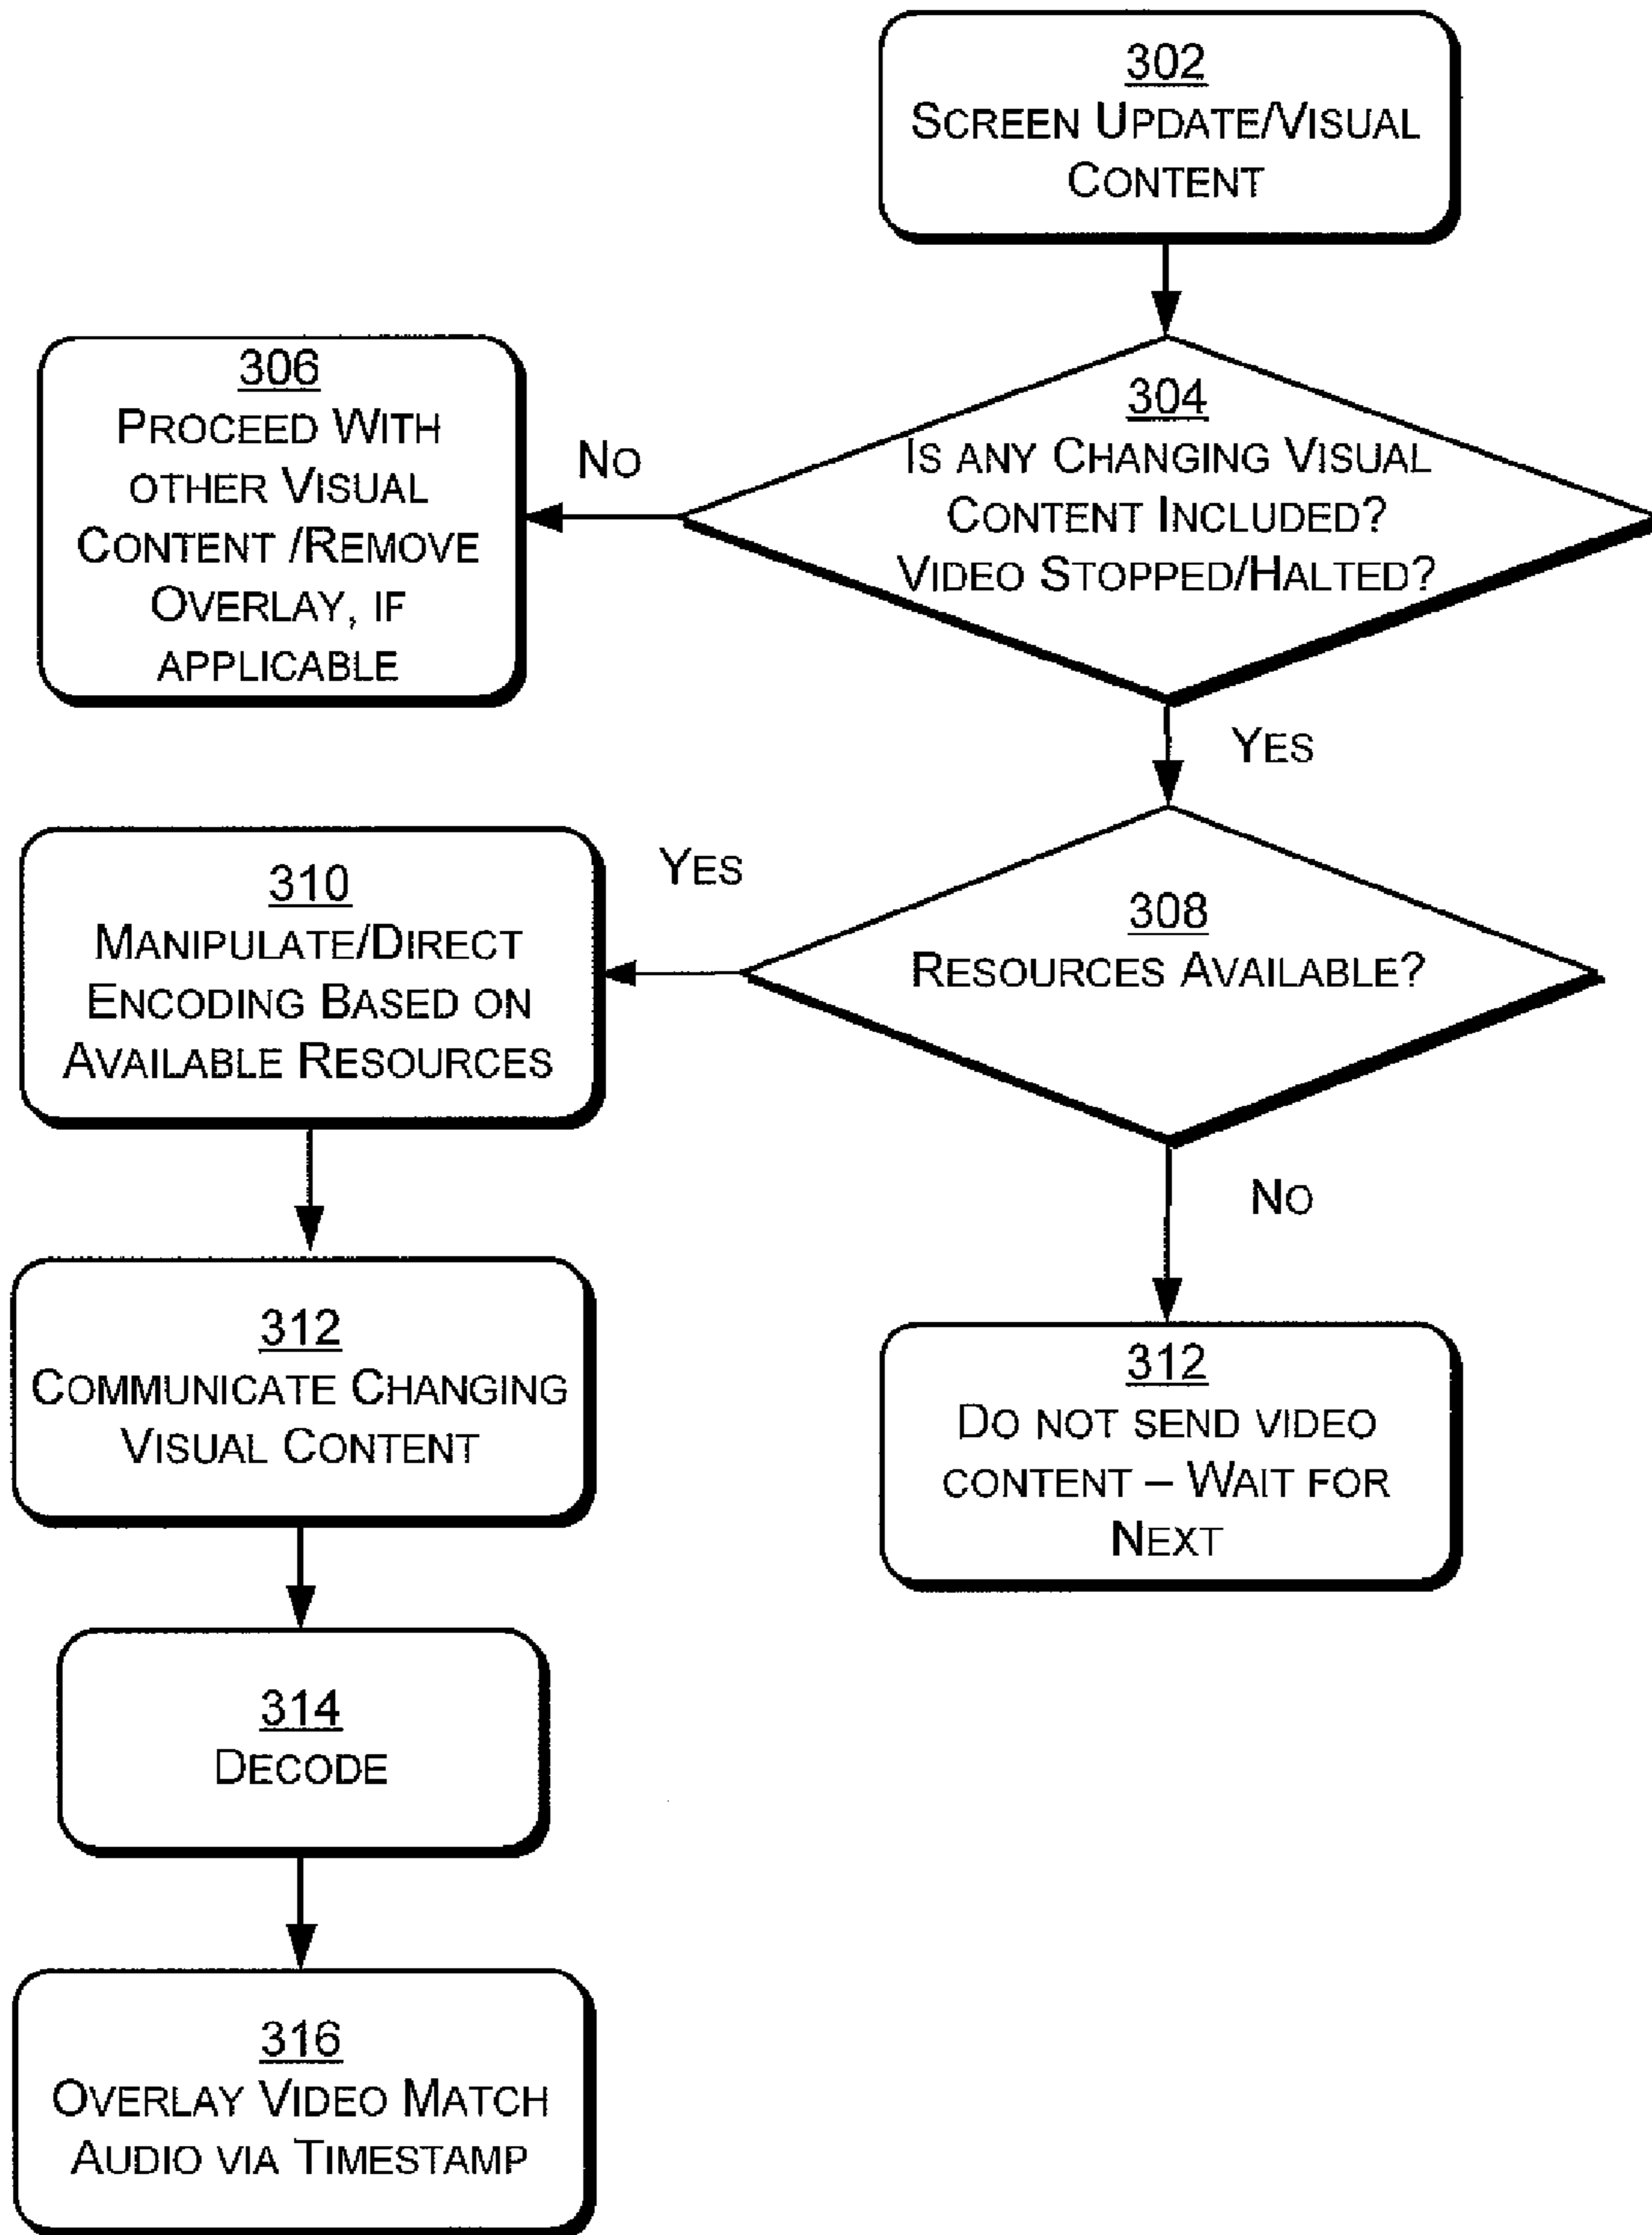 302
SCREEN UPDATE/VISUAL
CONTENT
304
IS ANY CHANGING VISUAL
CONTENT INCLUDED?
VIDEO STOPPED/HALTED?
NO
306
PROCEED WITH
OTHER VISUAL
CONTENT /REMOVE
OVERLAY, IF
APPLICABLE
YES
308
RESOURCES AVAILABLE?
YES
310
MANIPULATE/DIRECT
ENCODING BASED ON
AVAILABLE RESOURCES
NO
312
COMMUNICATE CHANGING
VISUAL CONTENT
312
DO NOT SEND VIDEO
CONTENT – WAIT FOR
NEXT
314
DECODE
316
OVERLAY VIDEO MATCH
AUDIO VIA TIMESTAMP